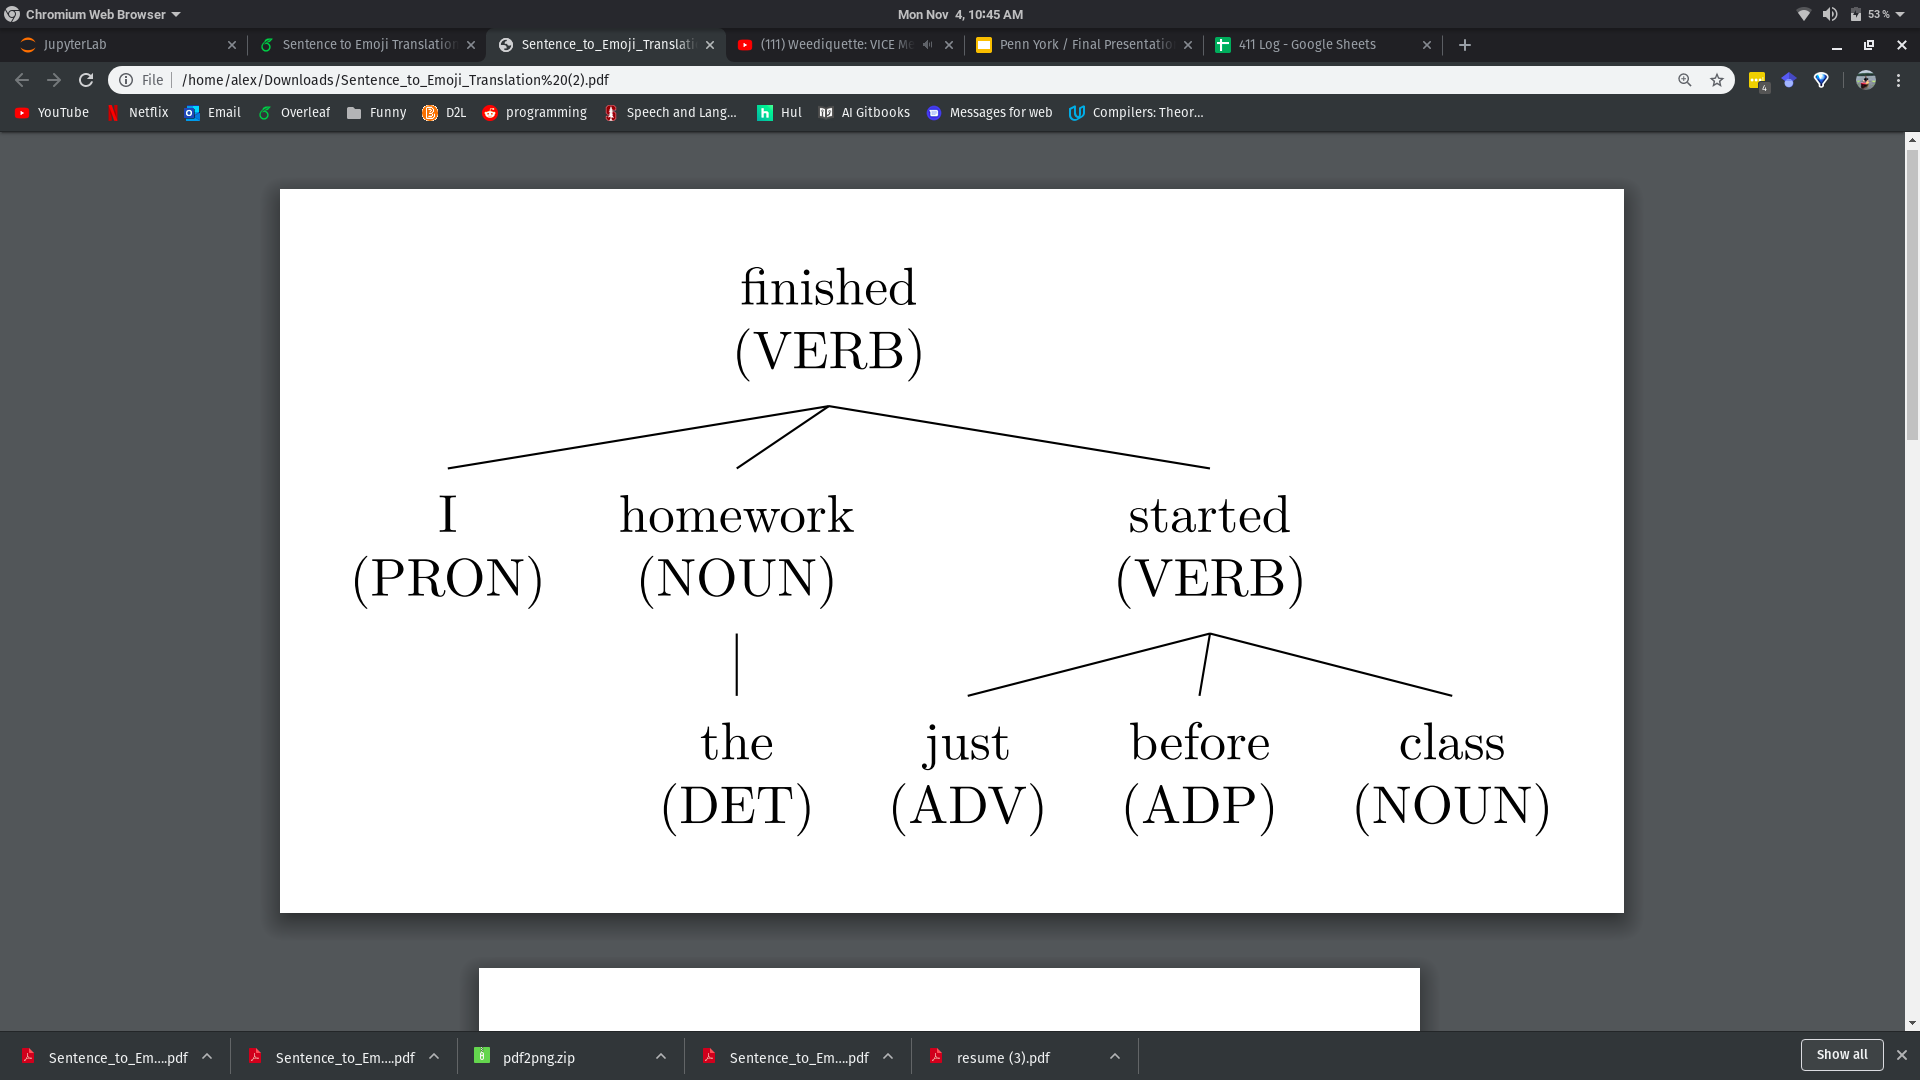 Chromium Web Browser
Mon Nov 4, 10:45 AM
53 %
JupyterLab
Sentence to Emoji Translation
Sentence_to_Emoji_Translati
(111) Weediquette: VICE Me
Penn York / Final Presentatio
411 Log - Google Sheets
File
/home/alex/Downloads/Sentence_to_Emoji_Translation%20(2).pdf
4
YouTube
Netflix
Email
Overleaf
Funny
D2L
programming
Speech and Lang...
Hul
AI Gitbooks
Messages for web
Compilers: Theor...
finished
(VERB)
I
(PRON)
homework
(NOUN)
started
(VERB)
the
(DET)
just
(ADV)
before
(ADP)
class
(NOUN)
Sentence_to_Em....pdf
Sentence_to_Em....pdf
pdf2png.zip
Sentence_to_Em....pdf
resume (3).pdf
Show all